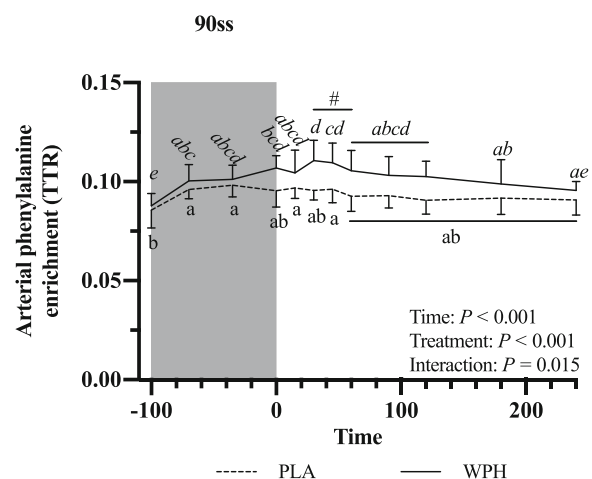 90ss
Arterial phenylalanine
enrichment (TTR)
0.15
0.10
0.05
0.00
e
abc
abcd
bcd
abcd
d
cd
#
abcd
ab
ae
b
a
a
ab
a
ab
a
ab
Time: P < 0.001
Treatment: P < 0.001
Interaction: P = 0.015
-100 0 100 200
Time
PLA WPH